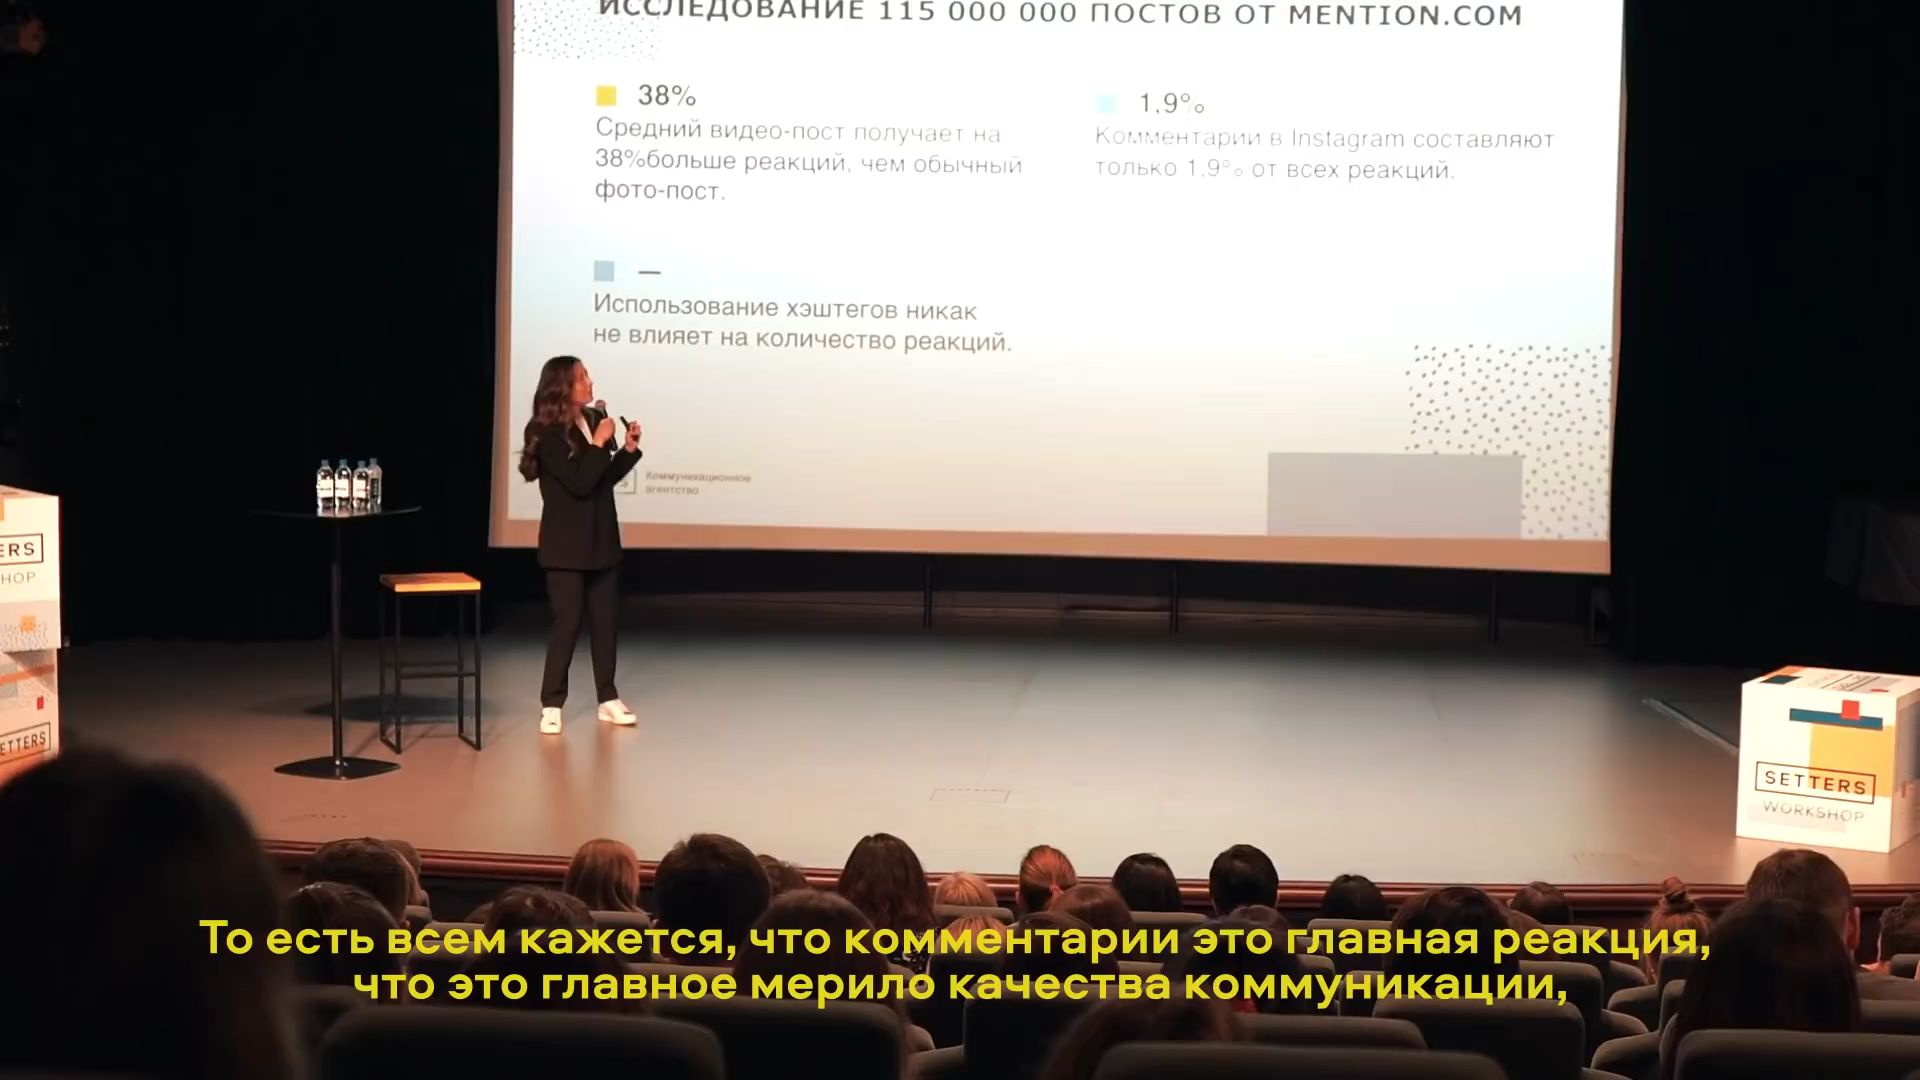 ИССЛЕДОВАНИЕ 115 000 000 ПОСТОВ ОТ MENTION.COM
38%
Средний видео-пост получает на
38%больше реакций, чем обычный
фото-пост.
1,9%
Комментарии в Instagram составляют
только 1,9% от всех реакций.
—
Использование хэштегов никак
не влияет на количество реакций.
Коммуникационное
агентство
ERS
HOP
ETTERS
SETTERS
WORKSHOP
То есть всем кажется, что комментарии это главная реакция,
что это главное мерило качества коммуникации,